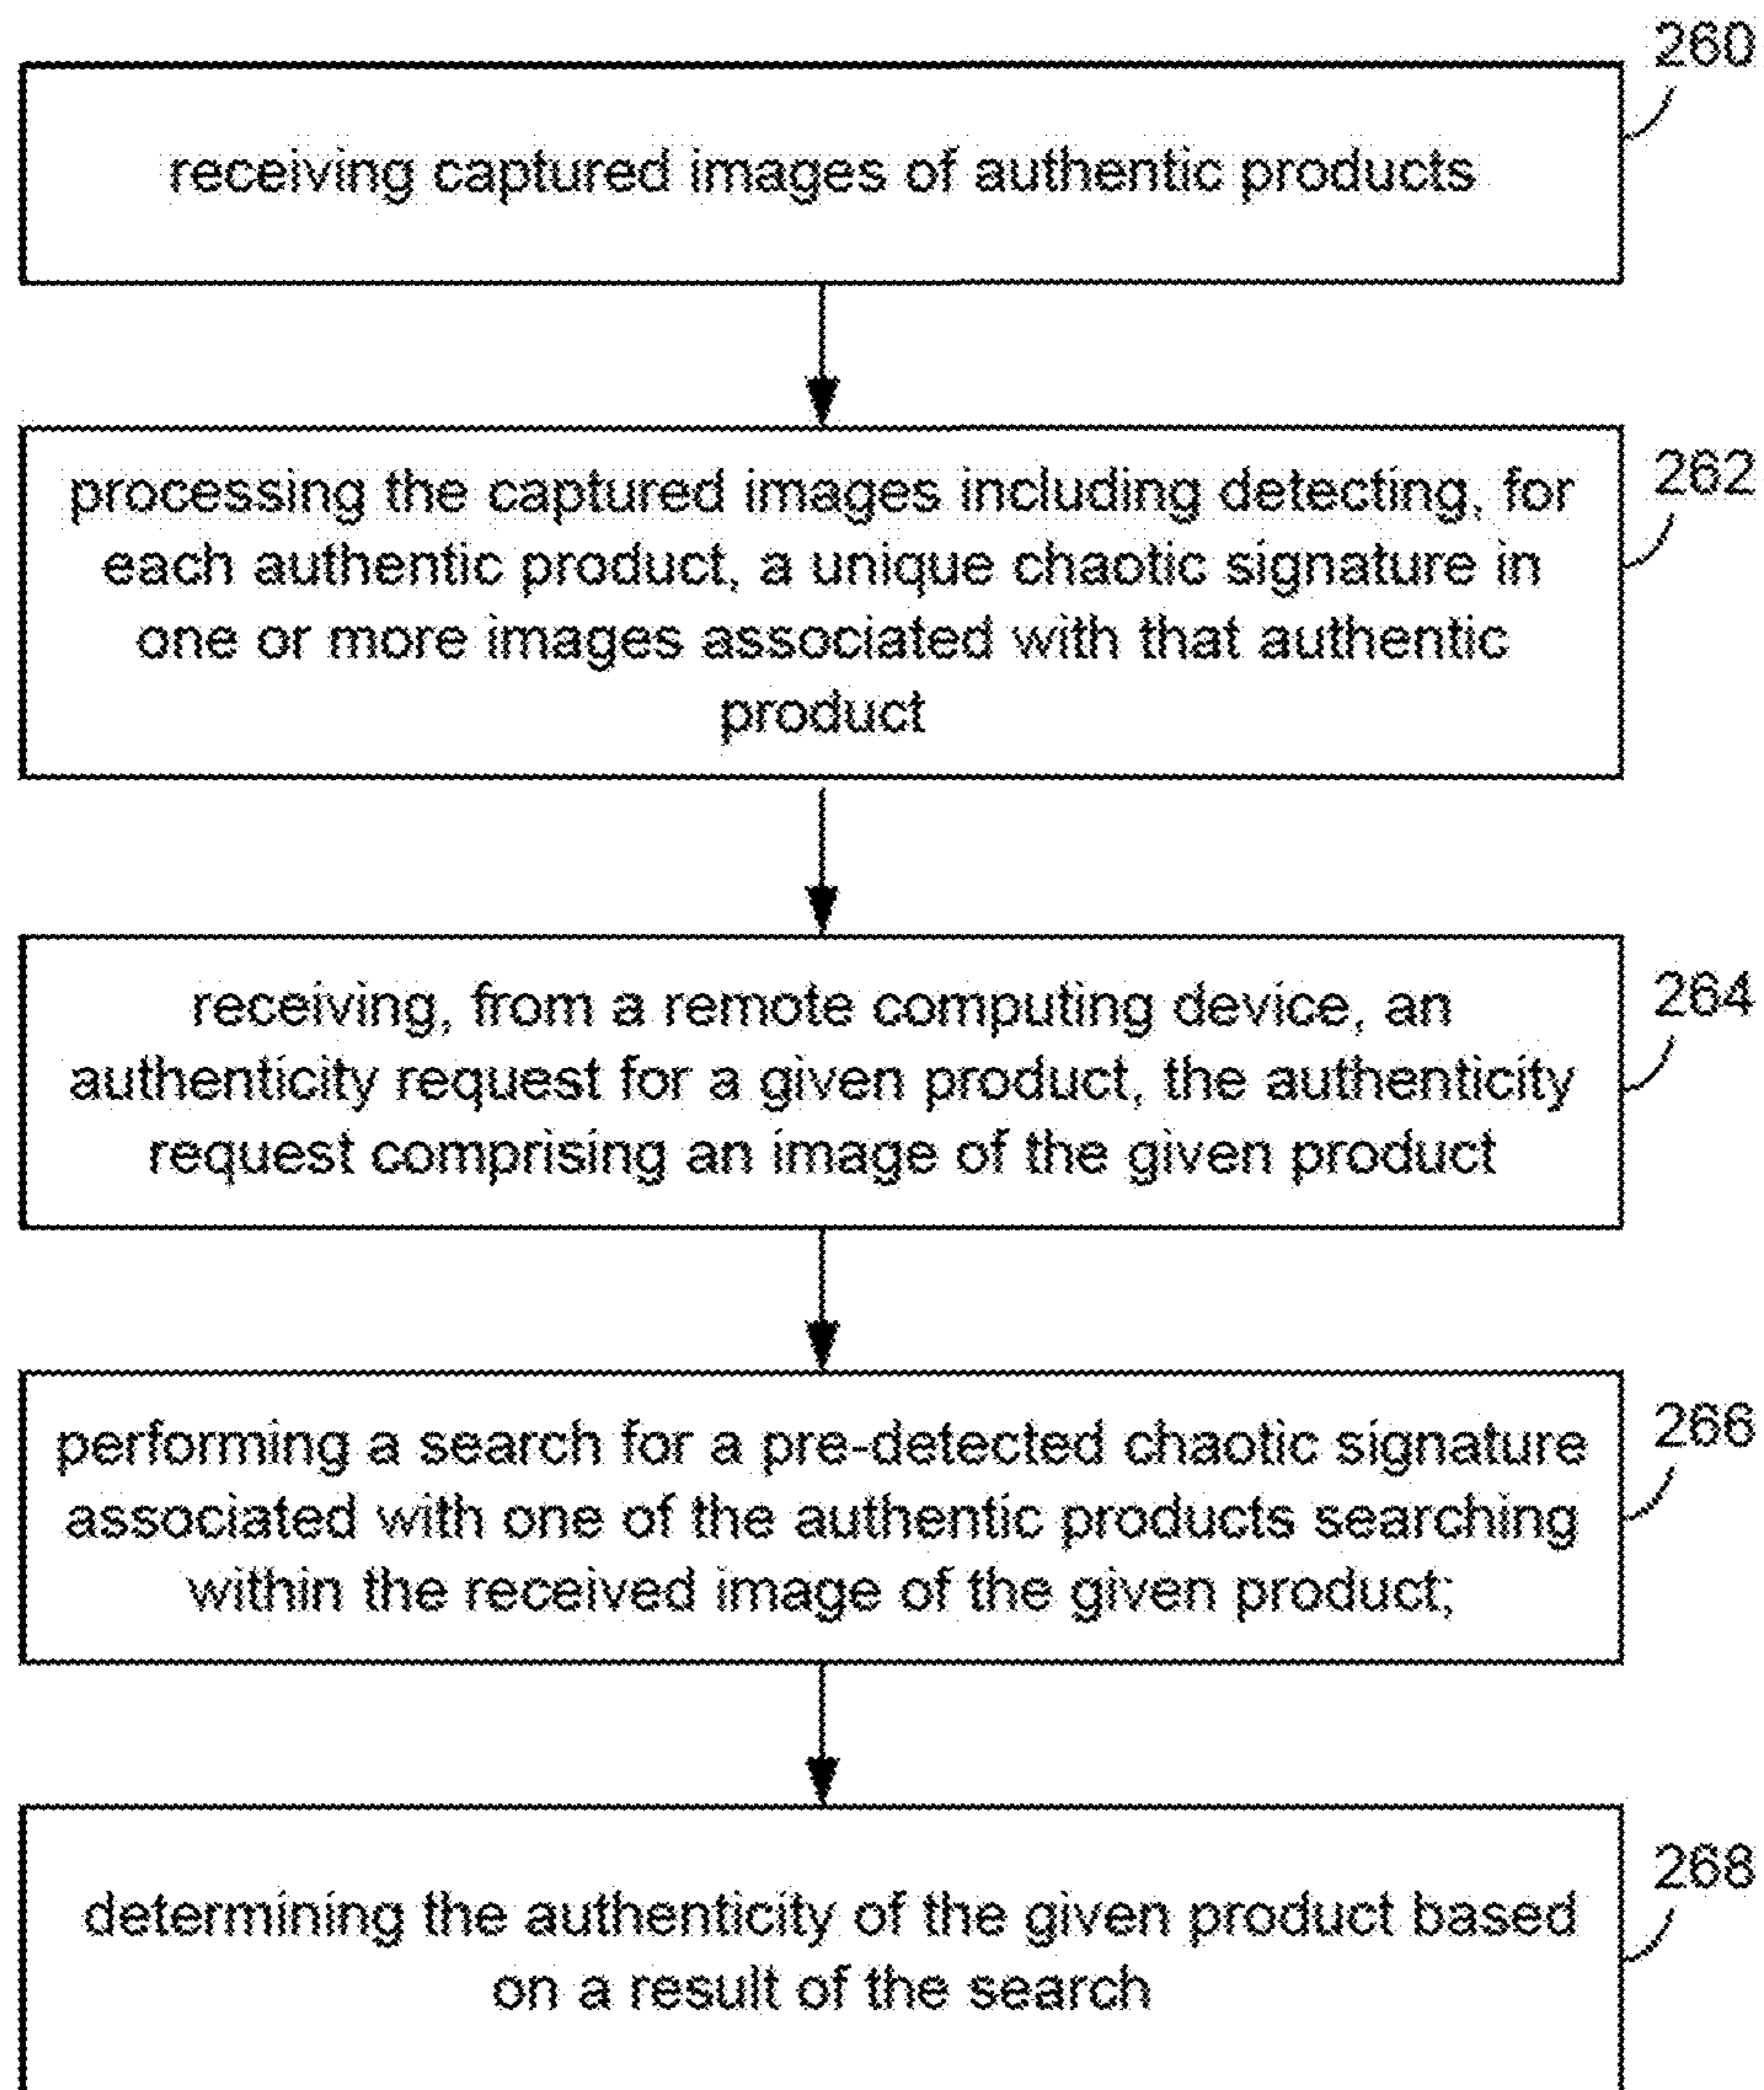 260
receiving captured images of authentic products
262
processing the captured images including detecting, for
each authentic product, a unique chaotic signature in
one or more images associated with that authentic
product
264
receiving, from a remote computing device, an
authenticity request for a given product, the authenticity
request comprising an image of the given product
266
performing a search for a pre-detected chaotic signature
associated with one of the authentic products searching
within the received image of the given product;
268
determining the authenticity of the given product based
on a result of the search